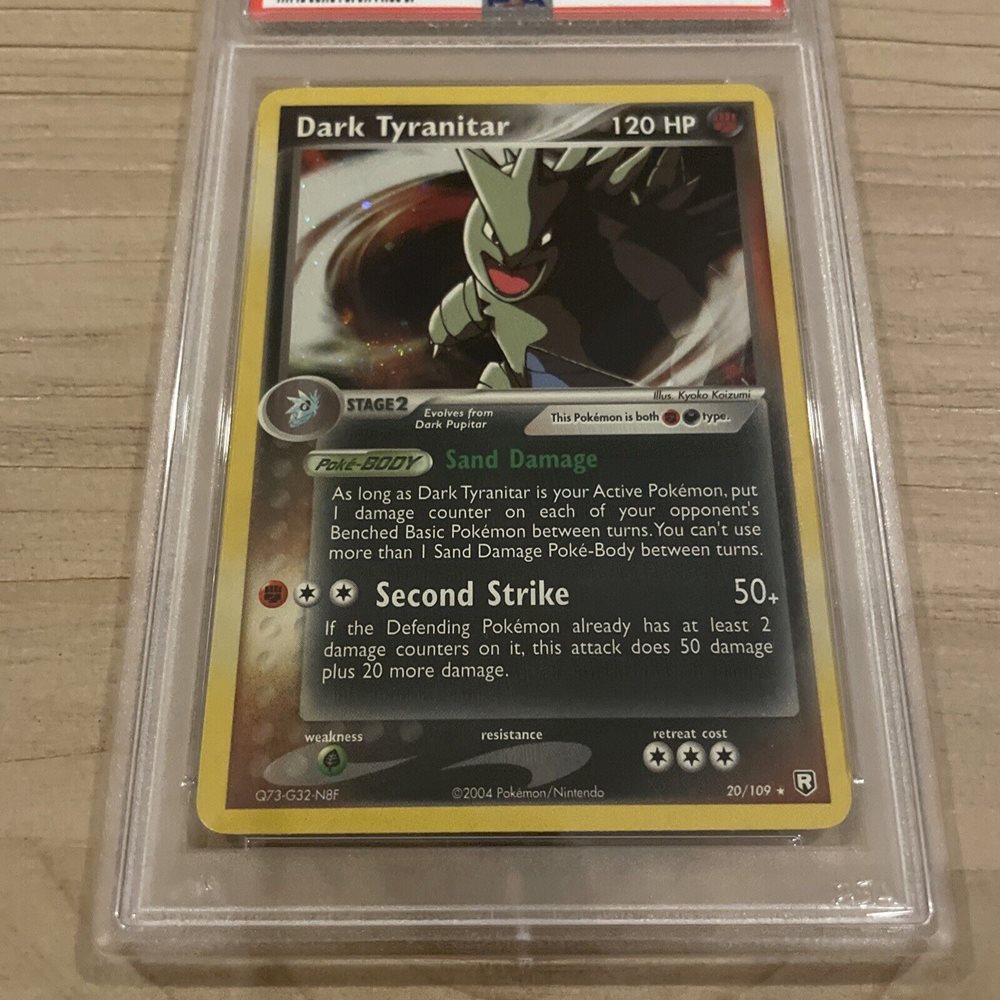 Dark Tyranitar 120 HP
Illus. Kyoko Koizumi
STAGE2
Evolves from
Dark Pupitar
This Pokémon is both type.
Poké-BODY Sand Damage
As long as Dark Tyranitar is your Active Pokémon, put
1 damage counter on each of your opponent's
Benched Basic Pokémon between turns. You can't use
more than 1 Sand Damage Poké-Body between turns.
Second Strike 50+
If the Defending Pokémon already has at least 2
damage counters on it, this attack does 50 damage
plus 20 more damage.
weakness resistance retreat cost
Q73-G32-N8F ©2004 Pokémon/Nintendo 20/109 ★ R